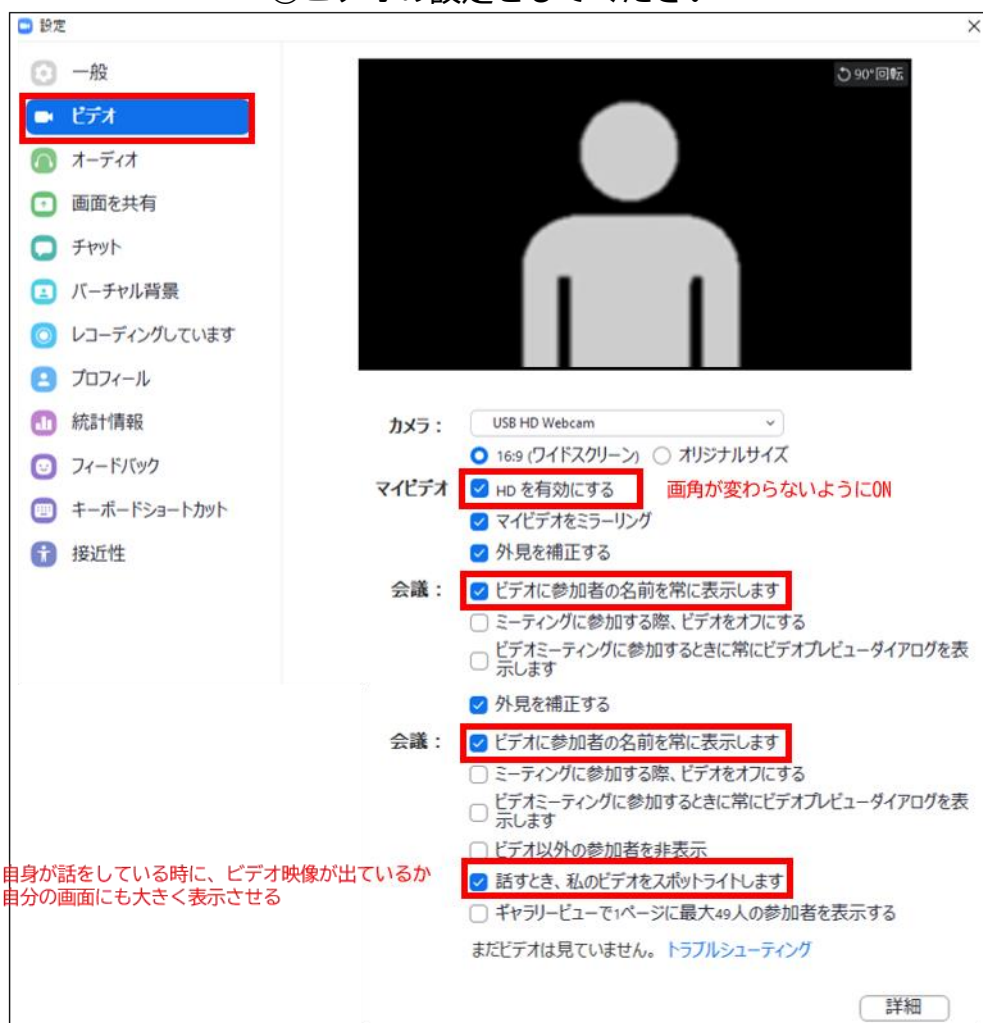 ①ビデオの設定をしてください
設定
一般
ビデオ
オーディオ
画面を共有
チャット
バーチャル背景
レコーディングしています
プロフィール
統計情報
フィードバック
キーボードショートカット
接近性
90°回転
カメラ：
USB HD Webcam
16:9 (ワイドスクリーン) オリジナルサイズ
マイビデオ
HD を有効にする 画角が変わらないようにON
マイビデオをミラーリング
外見を補正する
会議：
ビデオに参加者の名前を常に表示します
ミーティングに参加する際、ビデオをオフにする
ビデオミーティングに参加するときに常にビデオプレビューダイアログを表
示します
外見を補正する
会議：
ビデオに参加者の名前を常に表示します
ミーティングに参加する際、ビデオをオフにする
ビデオミーティングに参加するときに常にビデオプレビューダイアログを表
示します
ビデオ以外の参加者を非表示
自身が話をしている時に、ビデオ映像が出ているか
自分の画面にも大きく表示させる
話すとき、私のビデオをスポットライトします
ギャラリービューで1ページに最大49人の参加者を表示する
まだビデオは見ていません。 トラブルシューティング
詳細